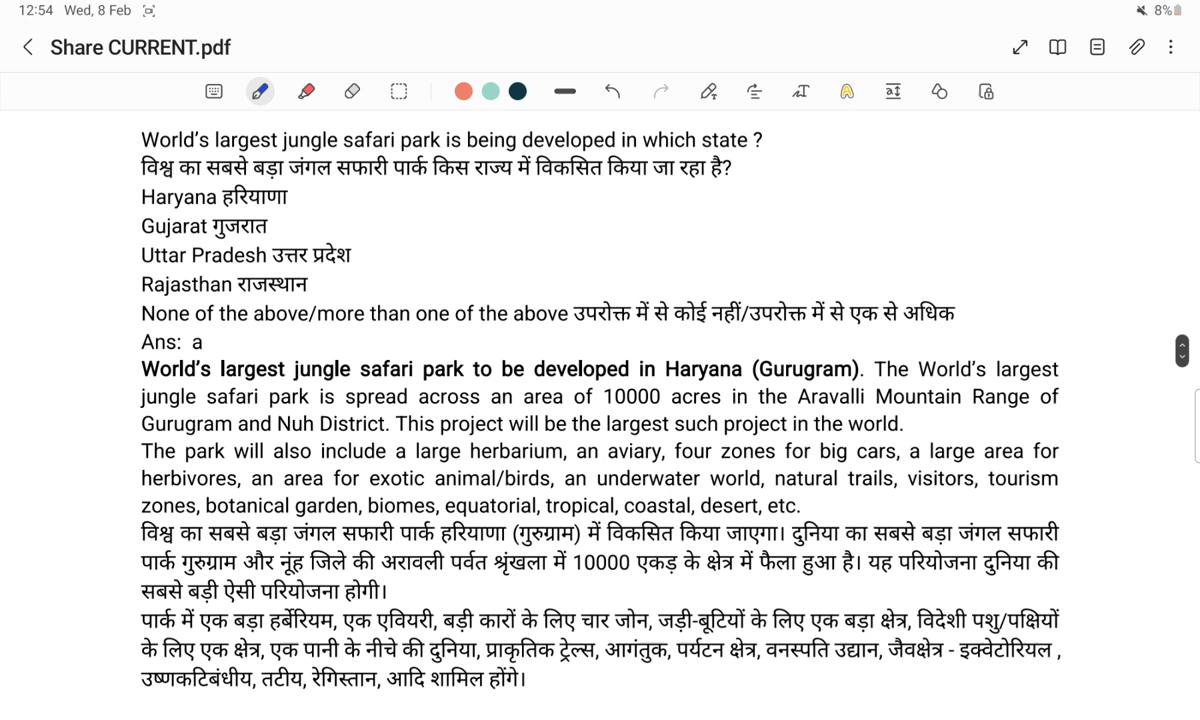 12:54 Wed, 8 Feb
8%
Share CURRENT.pdf
World's largest jungle safari park is being developed in which state ?
विश्व का सबसे बड़ा जंगल सफारी पार्क किस राज्य में विकसित किया जा रहा है?
Haryana हरियाणा
Gujarat गुजरात
Uttar Pradesh उत्तर प्रदेश
Rajasthan राजस्थान
None of the above/more than one of the above उपरोक्त में से कोई नहीं/उपरोक्त में से एक से अधिक
Ans: a
World's largest jungle safari park to be developed in Haryana (Gurugram). The World's largest
jungle safari park is spread across an area of 10000 acres in the Aravalli Mountain Range of
Gurugram and Nuh District. This project will be the largest such project in the world.
The park will also include a large herbarium, an aviary, four zones for big cars, a large area for
herbivores, an area for exotic animal/birds, an underwater world, natural trails, visitors, tourism
zones, botanical garden, biomes, equatorial, tropical, coastal, desert, etc.
विश्व का सबसे बड़ा जंगल सफारी पार्क हरियाणा (गुरुग्राम) में विकसित किया जाएगा। दुनिया का सबसे बड़ा जंगल सफारी
पार्क गुरुग्राम और नूंह जिले की अरावली पर्वत श्रृंखला में 10000 एकड़ के क्षेत्र में फैला हुआ है। यह परियोजना दुनिया की
सबसे बड़ी ऐसी परियोजना होगी।
पार्क में एक बड़ा हर्बेरियम, एक एवियरी, बड़ी कारों के लिए चार जोन, जड़ी-बूटियों के लिए एक बड़ा क्षेत्र, विदेशी पशु/पक्षियों
के लिए एक क्षेत्र, एक पानी के नीचे की दुनिया, प्राकृतिक ट्रेल्स, आगंतुक, पर्यटन क्षेत्र, वनस्पति उद्यान, जैवक्षेत्र - इक्वेटोरियल ,
उष्णकटिबंधीय, तटीय, रेगिस्तान, आदि शामिल होंगे।